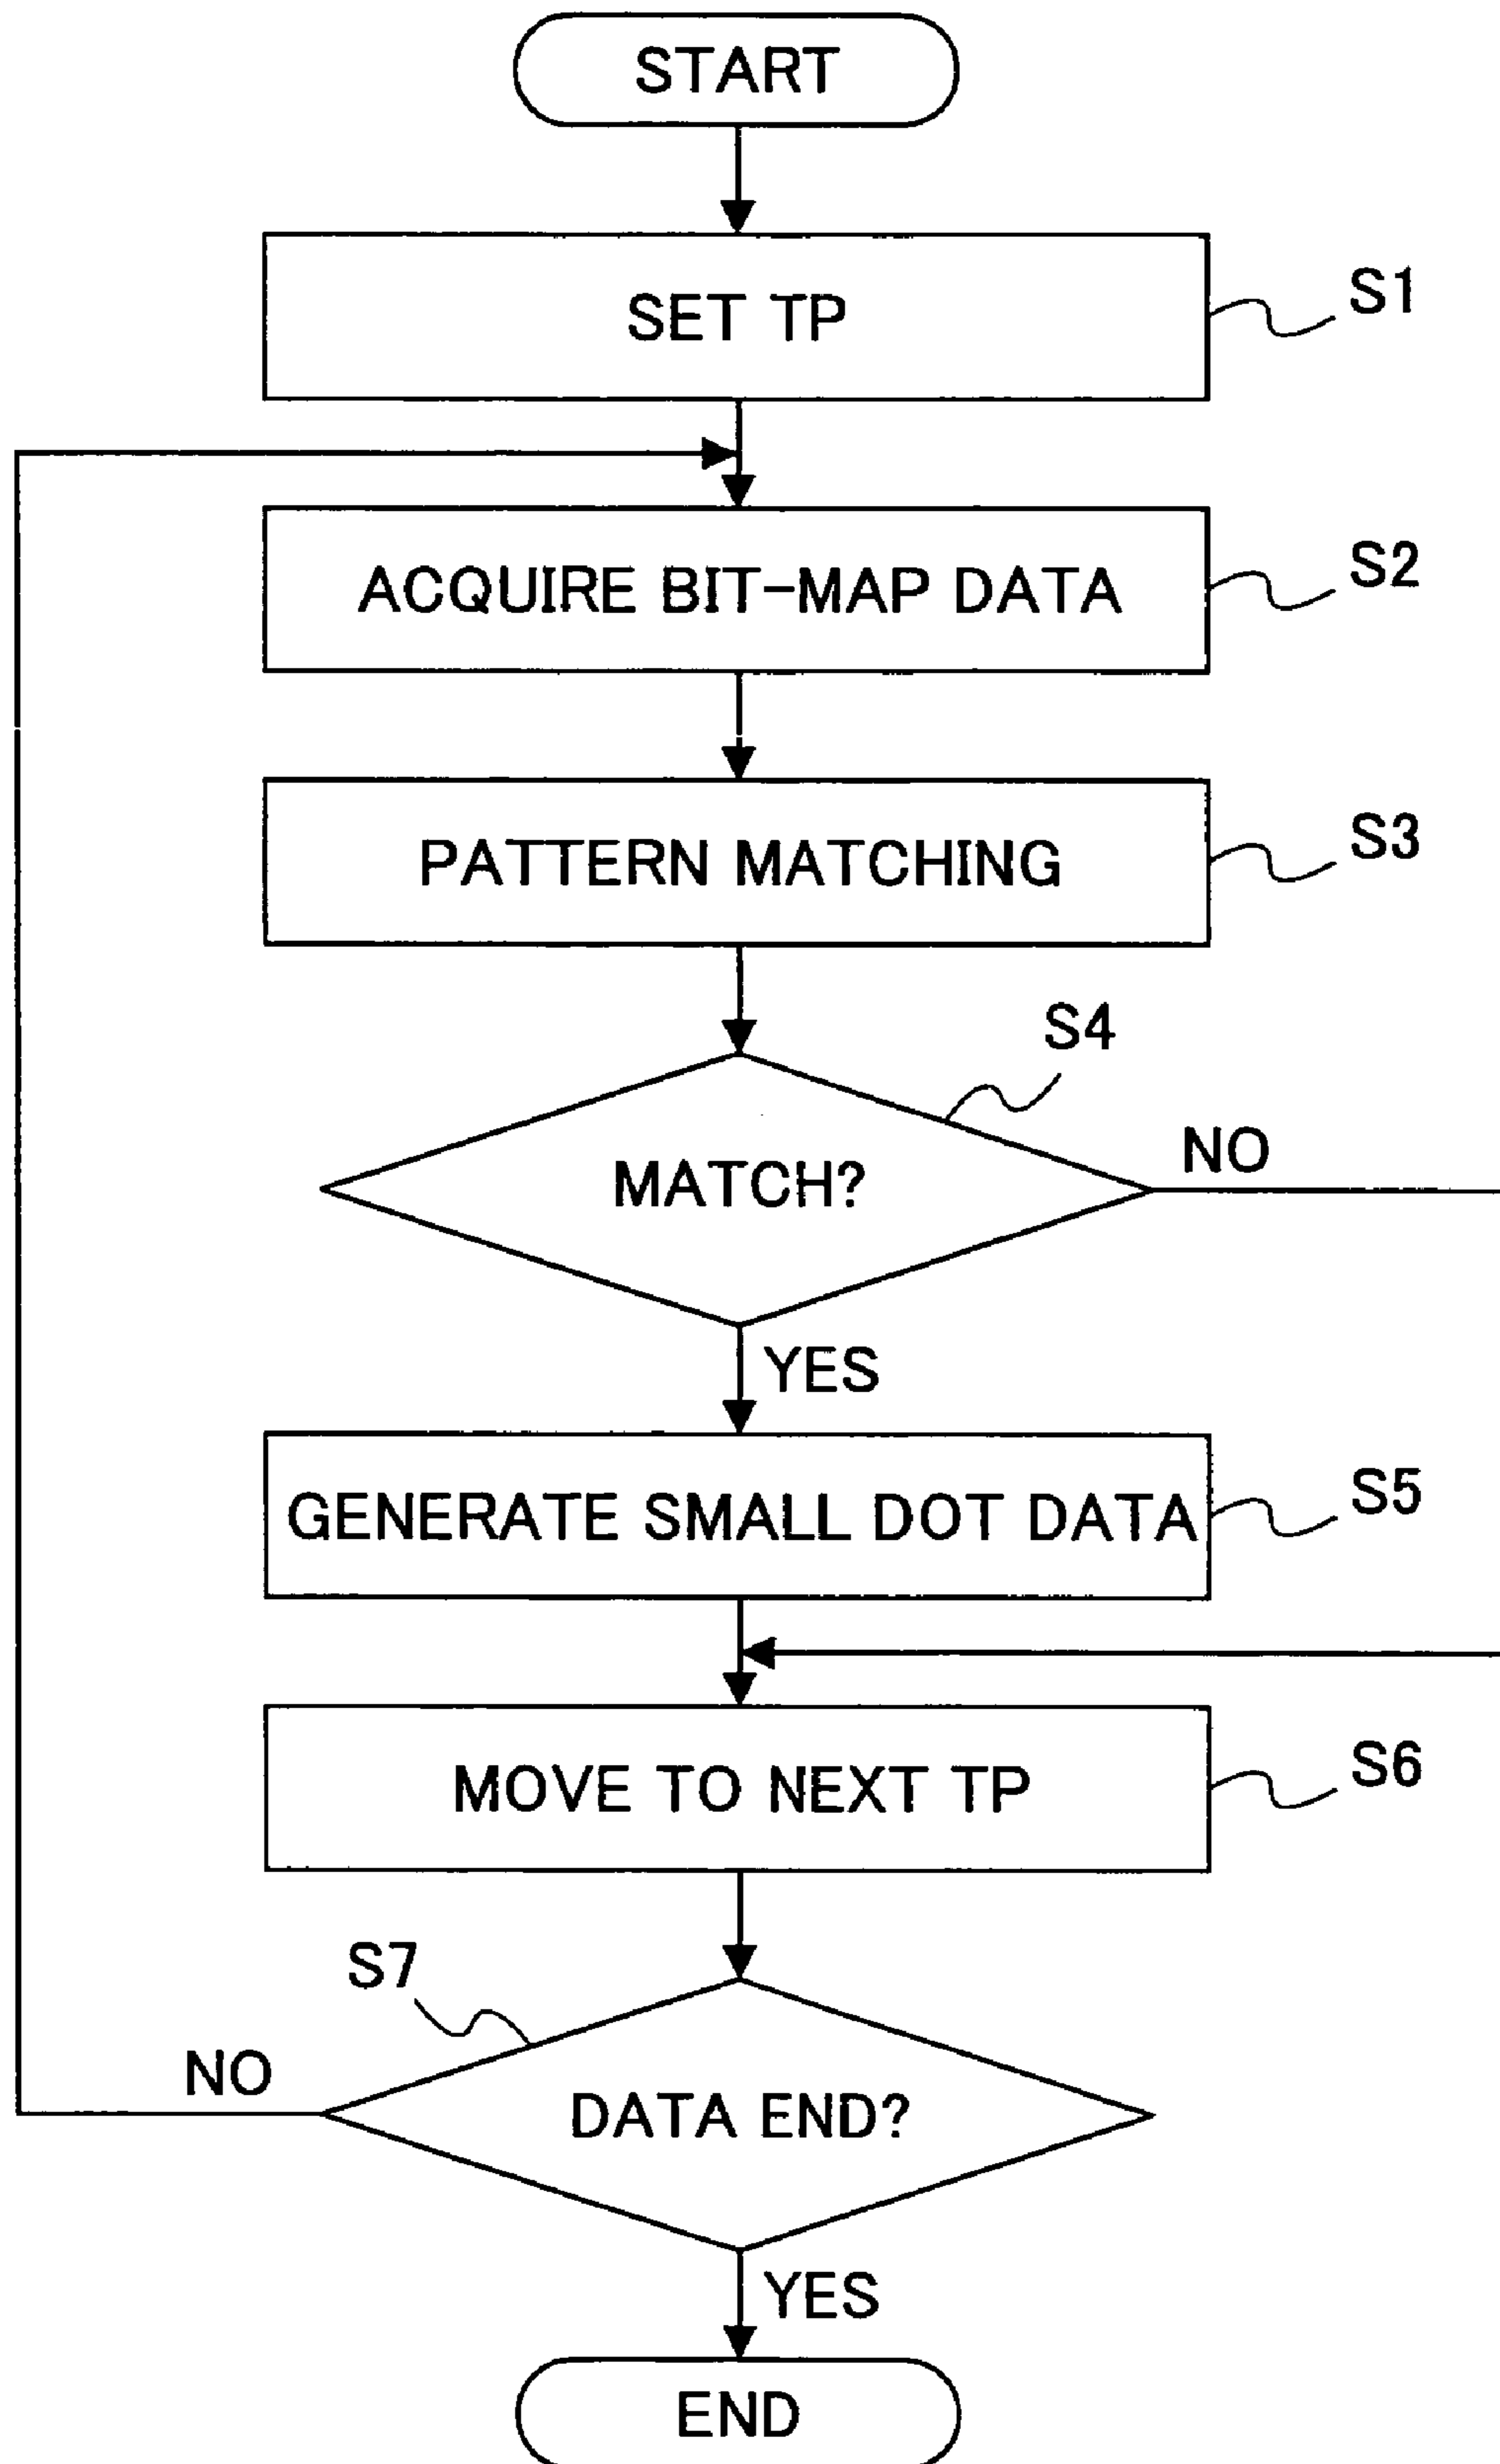 START
SET TP
S1
ACQUIRE BIT-MAP DATA
S2
PATTERN MATCHING
S3
S4
MATCH?
NO
YES
GENERATE SMALL DOT DATA
S5
MOVE TO NEXT TP
S6
S7
NO
DATA END?
YES
END